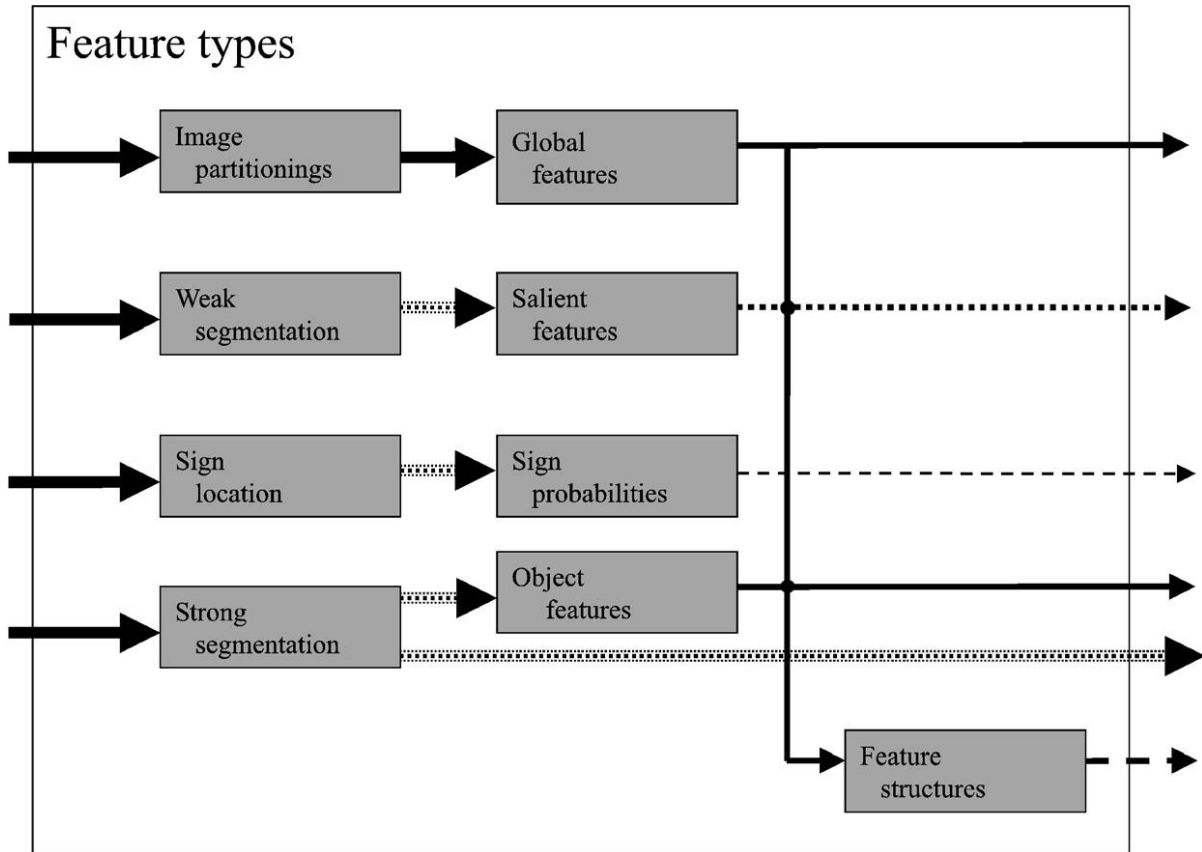 Feature types
Image
partitionings
Global
features
Weak
segmentation
Salient
features
Sign
location
Sign
probabilities
Strong
segmentation
Object
features
Feature
structures